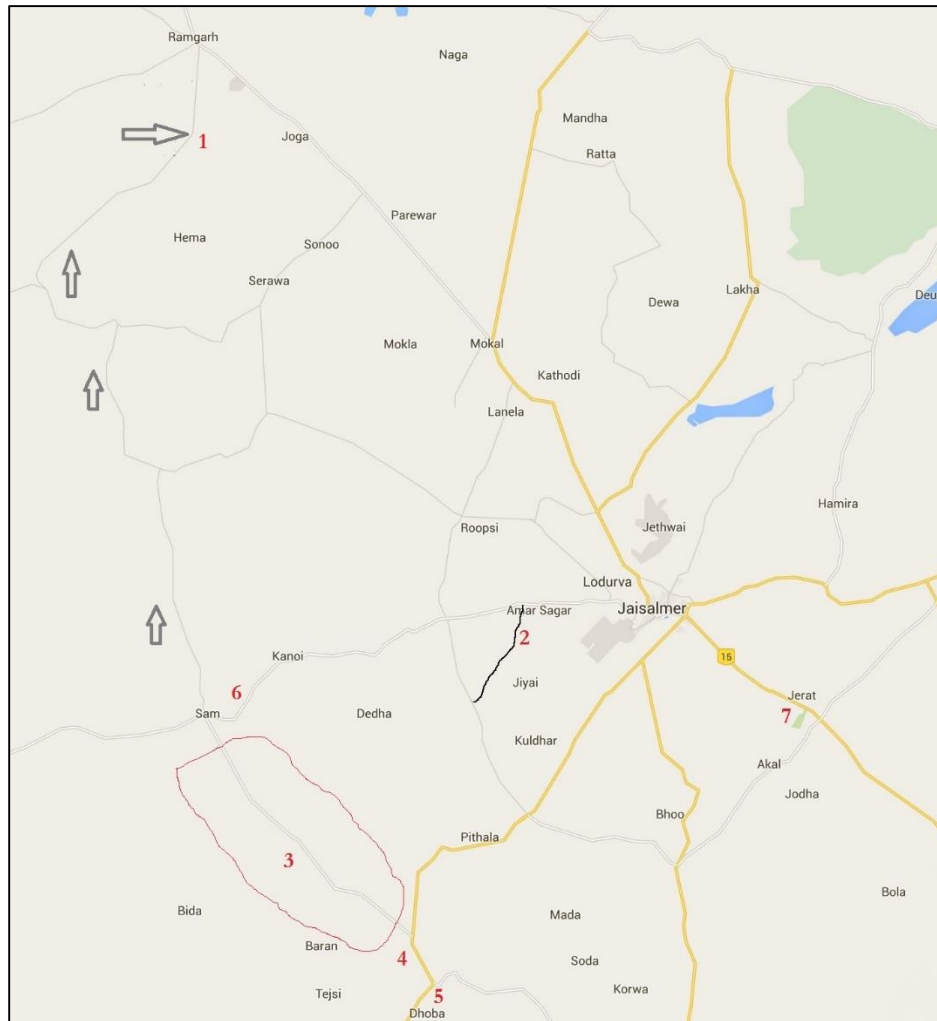 Ramgarh
Naga
Mandha
1
Joga
Ratta
Parewar
Hema
Sonoo
Serawa
Lakha
Deu
Dewa
Mokla
Mokal
Kathodi
Lanela
Hamira
Roopsi
Jethwai
Lodurva
Amar Sagar
Jaisalmer
2
Kanoi
15
Jiyai
6
Jerat
Sam
Dedha
7
Kuldhar
Akal
Jodha
Bhoo
Pithala
3
Bola
Bida
Mada
Baran
4
Soda
Tejsi
5
Korwa
Dhoba